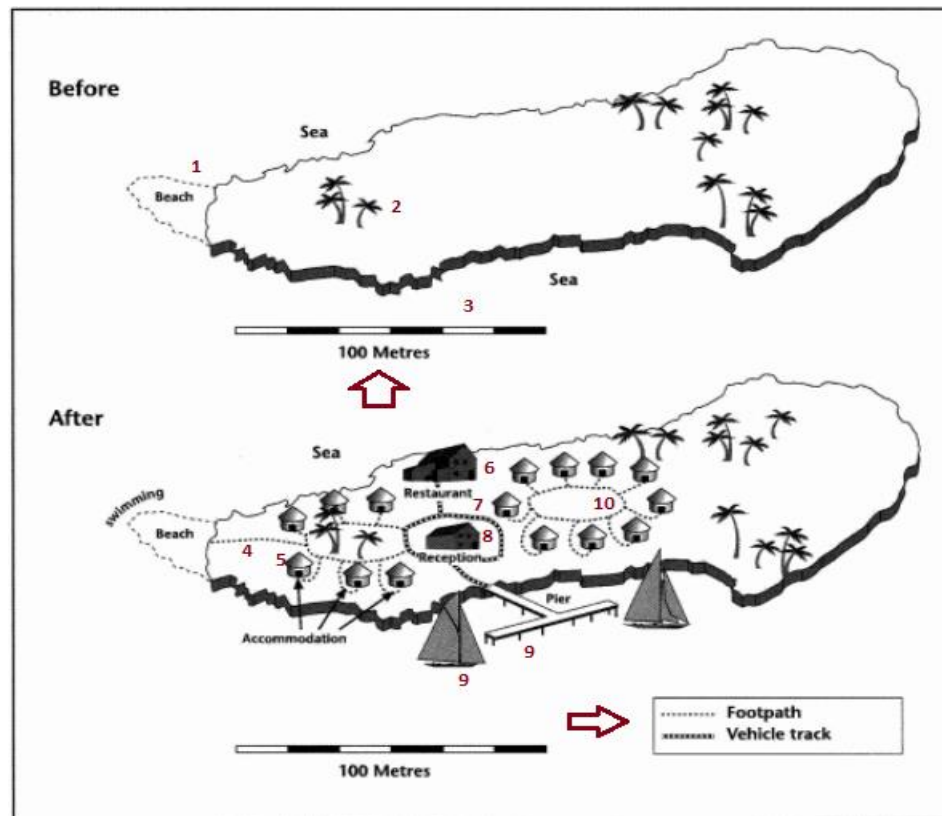 Before
Sea
1
Beach
2
Sea
3
100 Metres
After
Sea
6
Restaurant
swimming
7
10
Beach
4
8
5
Reception
Pier
Accommodation
9
9
Footpath
Vehicle track
100 Metres